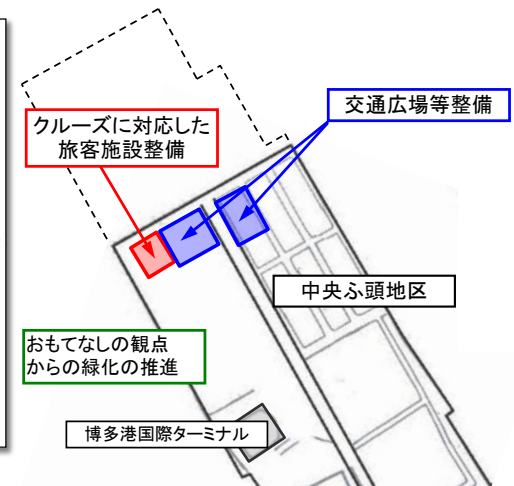 クルーズに対応した
旅客施設整備
交通広場等整備
中央ふ頭地区
おもてなしの観点
からの緑化の推進
博多港国際ターミナル